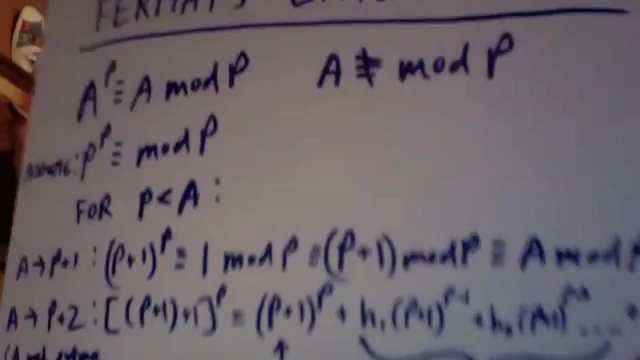 FERMAT'S
A^P ≡ A mod P    A ≢ mod P
P^P ≡ mod P
FOR P < A :
A → P+1 : (P+1)^P ≡ 1 mod P ≡ (P+1) mod P ≡ A mod P
A → P+2 : [(P+1)+1]^P = (P+1)^P + h₁(P+1)^P-1 + h₂(P+1)^P-2 ....